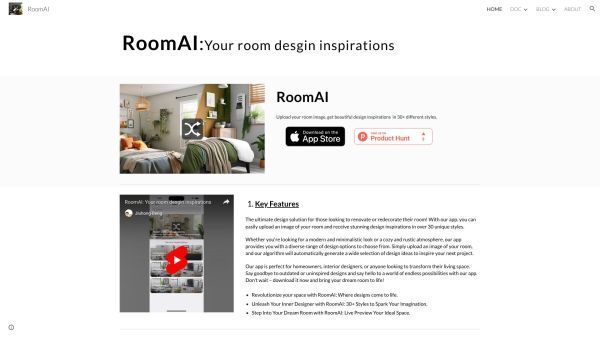 RoomAI
HOME
DOC
BLOG
ABOUT
RoomAI:Your room desgin inspirations
RoomAI
Upload your room image, get beautiful design inspirations in 30+ different styles.
Download on the
App Store
Product Hunt
RoomAI: Your room desgin inspirations
1. Key Features
The ultimate design solution for those looking to renovate or redecorate their room! With our app, you can
easily upload an image of your room and receive stunning design inspirations in over 30 unique styles.
Whether you're looking for a modern and minimalistic look or a cozy and rustic atmosphere, our app
provides you with a diverse range of design options to choose from. Simply upload an image of your room,
and our algorithm will automatically generate a wide selection of design ideas to inspire your next project.
Our app is perfect for homeowners, interior designers, or anyone looking to transform their living space.
Say goodbye to outdated or uninspired designs and say hello to a world of endless possibilities with our app.
Don't wait – download it now and bring your dream room to life!
Revolutionize your space with RoomAI: Where designs come to life.
Unleash Your Inner Designer with RoomAI: 30+ Styles to Spark Your Imagination.
Step Into Your Dream Room with RoomAI: Live Preview Your Ideal Space.